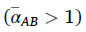 (ᾱ_AB > 1)